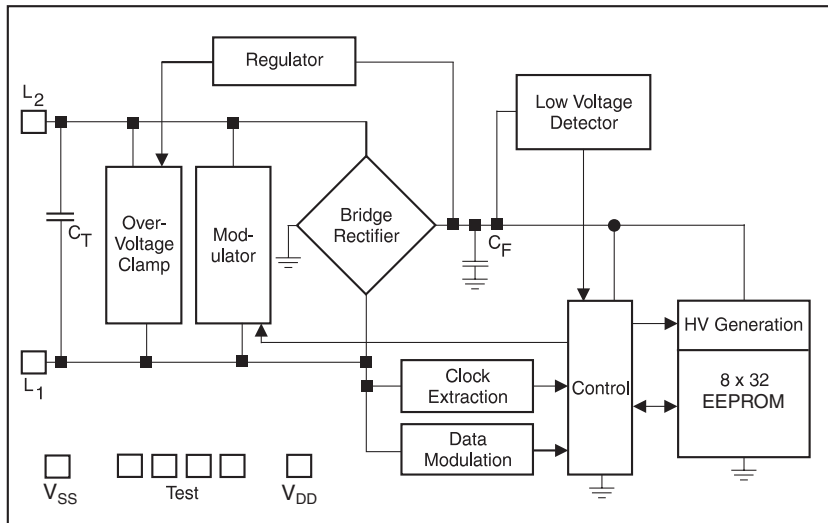 Regulator
L2
Low Voltage
Detector
CT
Over-
Voltage
Clamp
Mod-
ulator
Bridge
Rectifier
CF
HV Generation
L1
Clock
Extraction
Control
8 x 32
EEPROM
Data
Modulation
VSS
Test
VDD